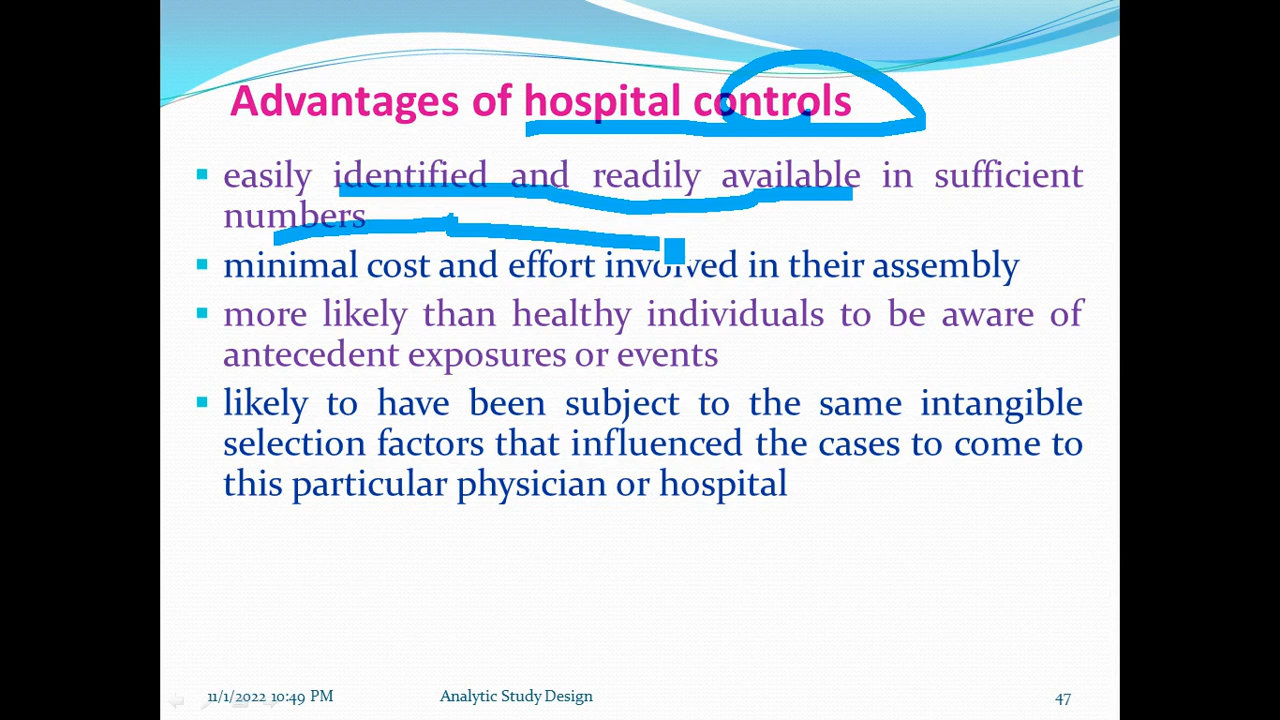 Advantages of hospital controls
easily identified and readily available in sufficient
numbers
minimal cost and effort involved in their assembly
more likely than healthy individuals to be aware of
antecedent exposures or events
likely to have been subject to the same intangible
selection factors that influenced the cases to come to
this particular physician or hospital
11/1/2022 10:49 PM
Analytic Study Design
47